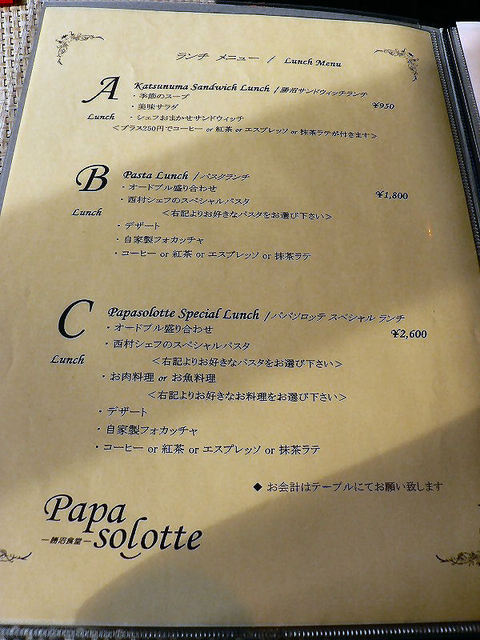 ランチ メニュー / Lunch Menu
A Katsunuma Sandwich Lunch / 勝沼サンドウィッチランチ
・季節のスープ
¥950
・美味サラダ
Lunch ・シェフおまかせサンドウィッチ
＜プラス250円でコーヒー or 紅茶 or エスプレッソ or 抹茶ラテが付きます＞
B Pasta Lunch / パスタランチ
・オードブル盛り合わせ
¥1,800
・西村シェフのスペシャルパスタ
Lunch ＜右記よりお好きなパスタをお選び下さい＞
・デザート
・自家製フォカッチャ
・コーヒー or 紅茶 or エスプレッソ or 抹茶ラテ
C Papasolotte Special Lunch / パパソロッテ スペシャル ランチ
・オードブル盛り合わせ
¥2,600
・西村シェフのスペシャルパスタ
Lunch ＜右記よりお好きなパスタをお選び下さい＞
・お肉料理 or お魚料理
＜右記よりお好きなお料理をお選び下さい＞
・デザート
・自家製フォカッチャ
・コーヒー or 紅茶 or エスプレッソ or 抹茶ラテ
◆ お会計はテーブルにてお願い致します
Papa
－勝沼食堂－ solotte